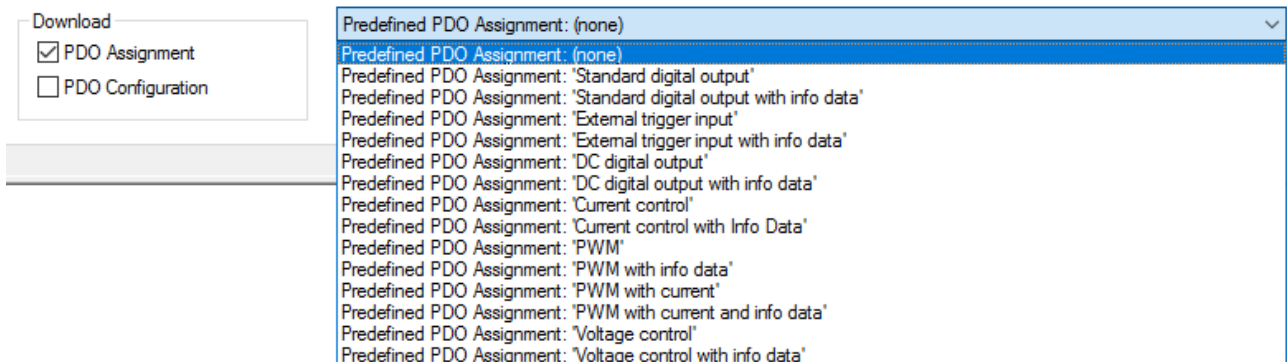 Download
PDO Assignment
PDO Configuration
Predefined PDO Assignment: (none)
Predefined PDO Assignment: (none)
Predefined PDO Assignment: 'Standard digital output'
Predefined PDO Assignment: 'Standard digital output with info data'
Predefined PDO Assignment: 'External trigger input'
Predefined PDO Assignment: 'External trigger input with info data'
Predefined PDO Assignment: 'DC digital output'
Predefined PDO Assignment: 'DC digital output with info data'
Predefined PDO Assignment: 'Current control'
Predefined PDO Assignment: 'Current control with Info Data'
Predefined PDO Assignment: 'PWM'
Predefined PDO Assignment: 'PWM with info data'
Predefined PDO Assignment: 'PWM with current'
Predefined PDO Assignment: 'PWM with current and info data'
Predefined PDO Assignment: 'Voltage control'
Predefined PDO Assignment: 'Voltage control with info data'